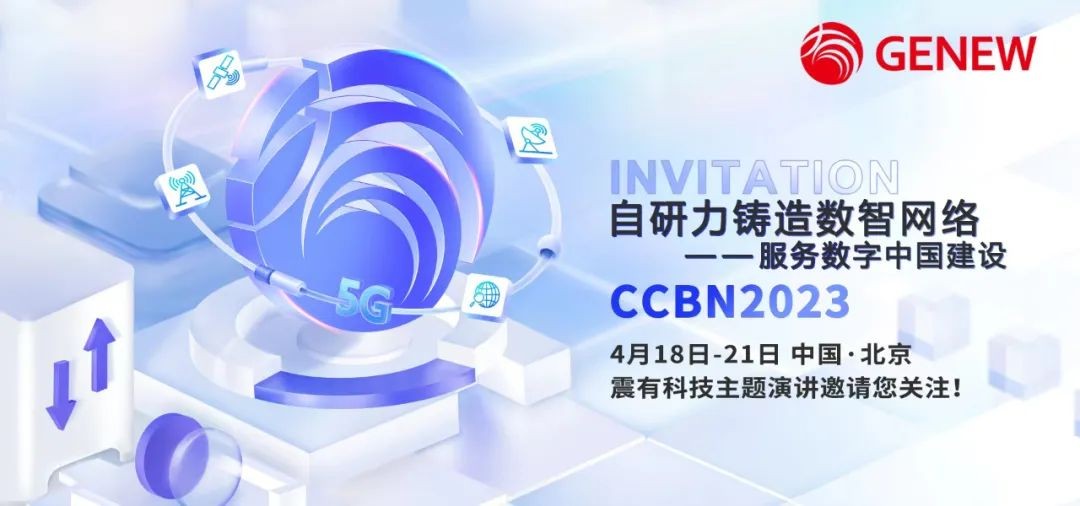 GENEW
INVITATION
自研力铸造数智网络
——服务数字中国建设
CCBN2023
4月18日-21日 中国·北京
震有科技主题演讲邀请您关注!
5G